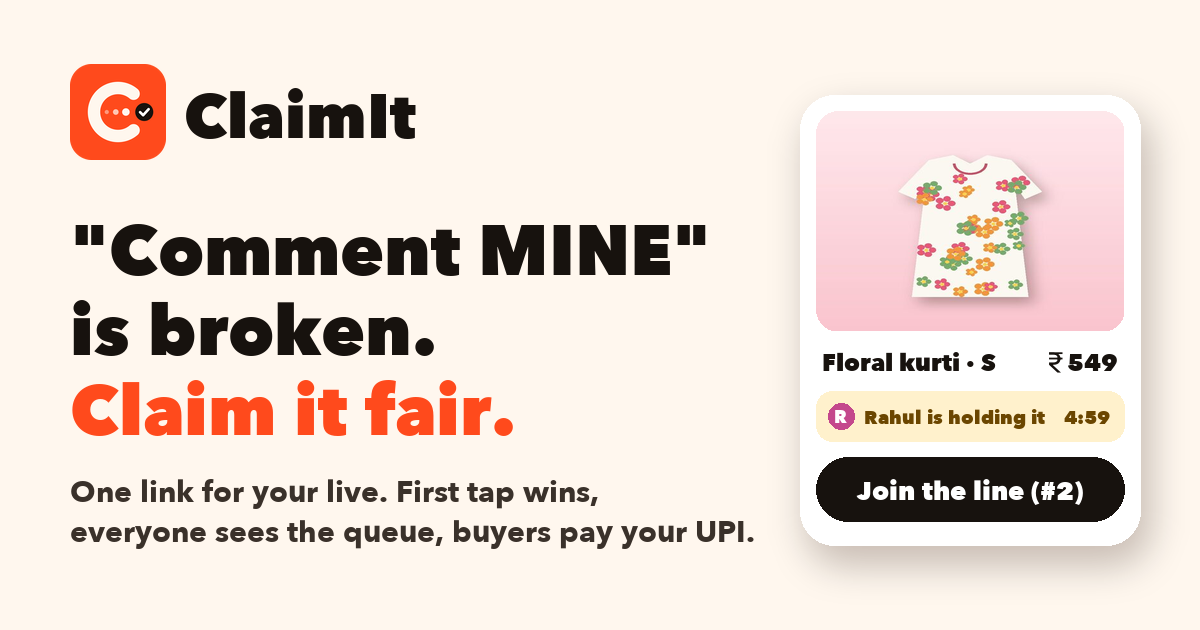 ClaimIt
"Comment MINE"
is broken.
Claim it fair.
One link for your live. First tap wins,
everyone sees the queue, buyers pay your UPI.
Floral kurti · S ₹549
R Rahul is holding it 4:59
Join the line (#2)